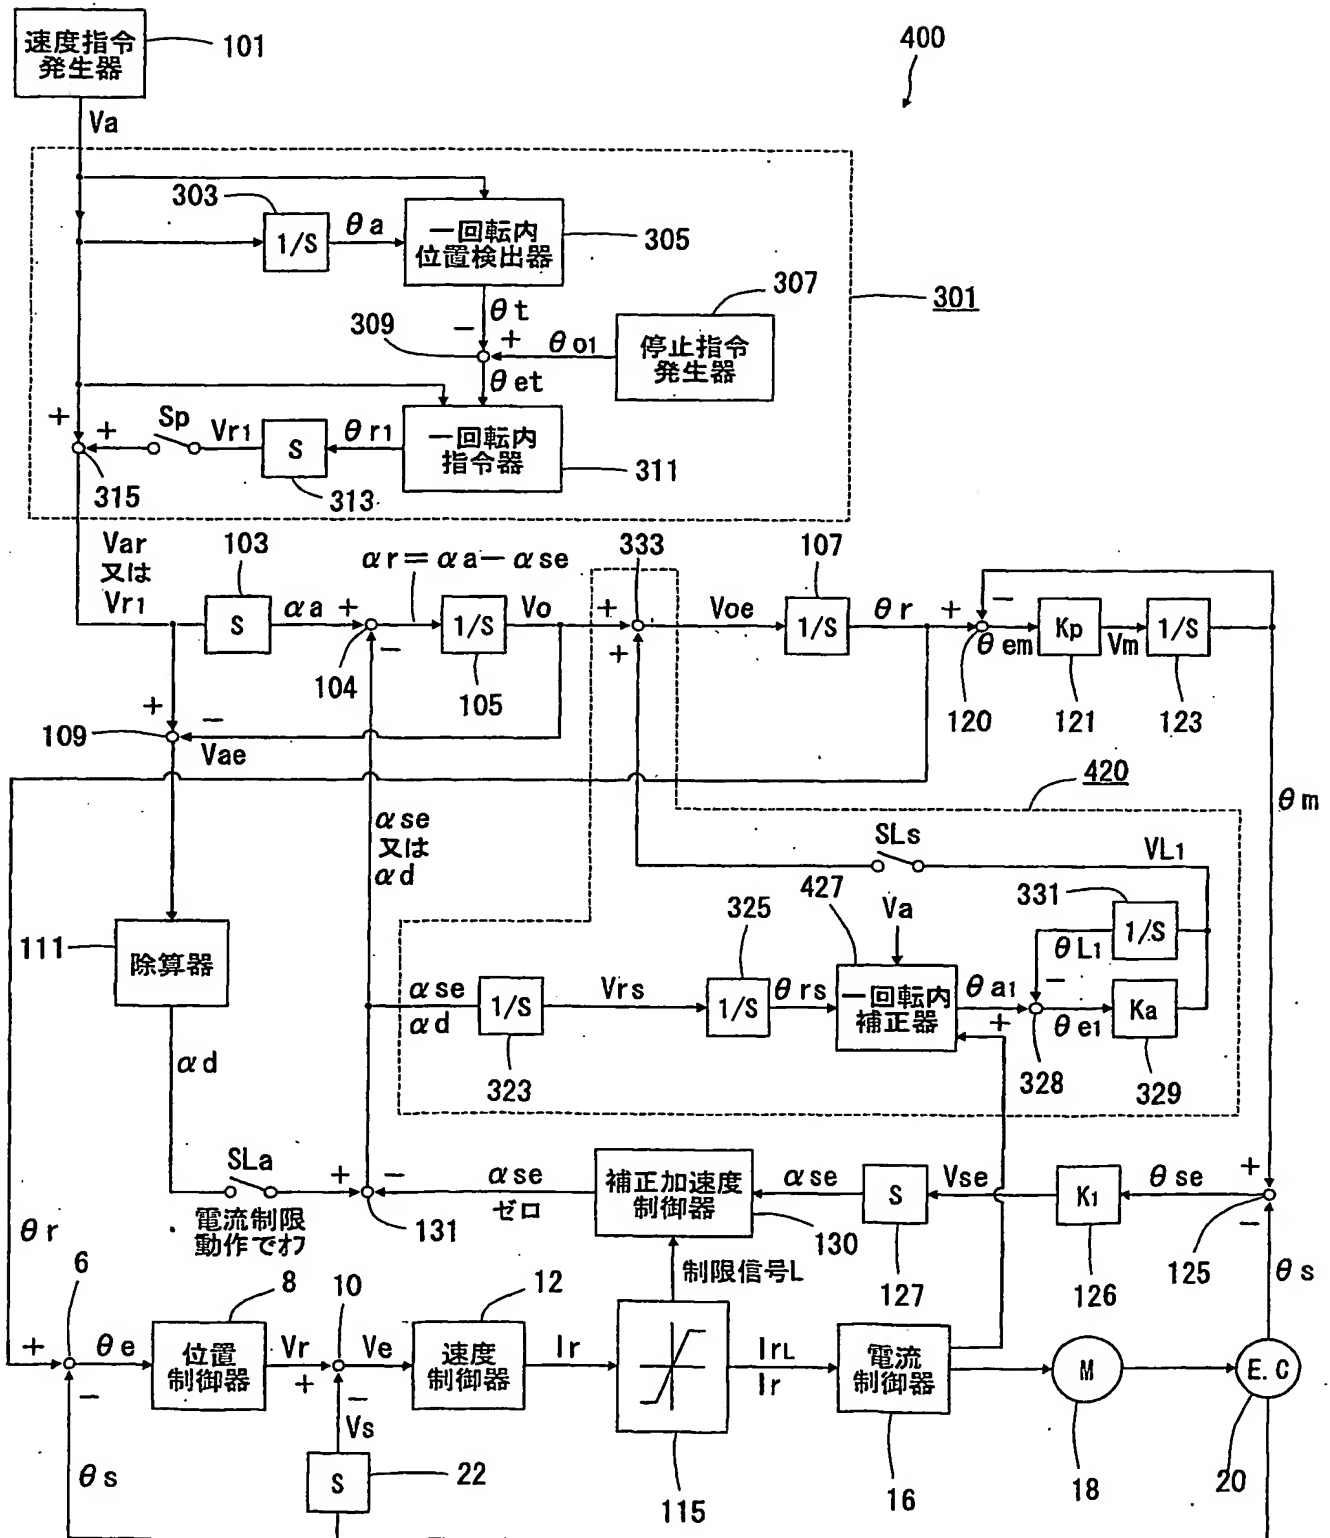 速度指令
発生器
101
400
Va
303
1/S
θa
一回転内
位置検出器
305
307
301
θt
309
−
+
θo1
停止指令
発生器
θet
+
+
Sp
Vr1
S
θr1
一回転内
指令器
311
315
313
Var
又は
Vr1
103
αr=αa−αse
333
107
S
αa
+
−
1/S
Vo
+
+
Voe
1/S
θr
+
−
θem
Kp
Vm
1/S
104
105
120
121
123
+
−
109
Vae
420
θm
αse
又は
αd
SLs
VL1
427
331
111
除算器
325
Va
1/S
θL1
−
αse
αd
1/S
Vrs
1/S
θrs
一回転内
補正器
θa1
+
θe1
Ka
αd
323
328
329
SLa
+
−
αse
ゼロ
補正加速度
制御器
αse
S
Vse
K1
θse
+
−
電流制限
動作でオフ
131
130
127
126
125
θr
制限信号L
θs
6
8
10
12
+
−
θe
位置
制御器
Vr
+
−
Ve
速度
制御器
Ir
IrL
Ir
電流
制御器
M
E.C
Vs
θs
S
22
115
16
18
20